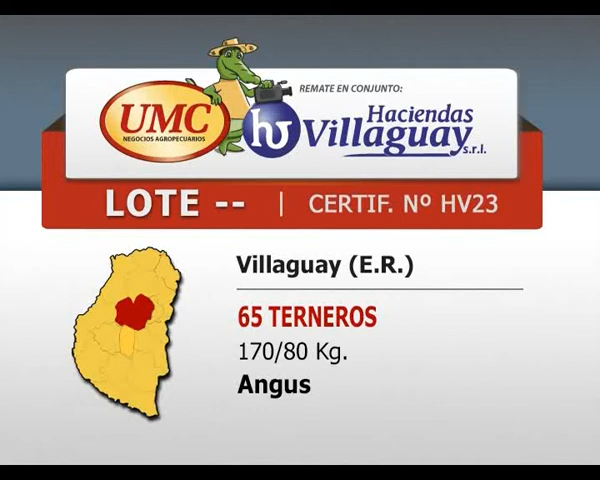 REMATE EN CONJUNTO:
UMC
NEGOCIOS AGROPECUARIOS
hv
Haciendas
Villaguay
s.r.l.
LOTE -- | CERTIF. Nº HV23
Villaguay (E.R.)
65 TERNEROS
170/80 Kg.
Angus